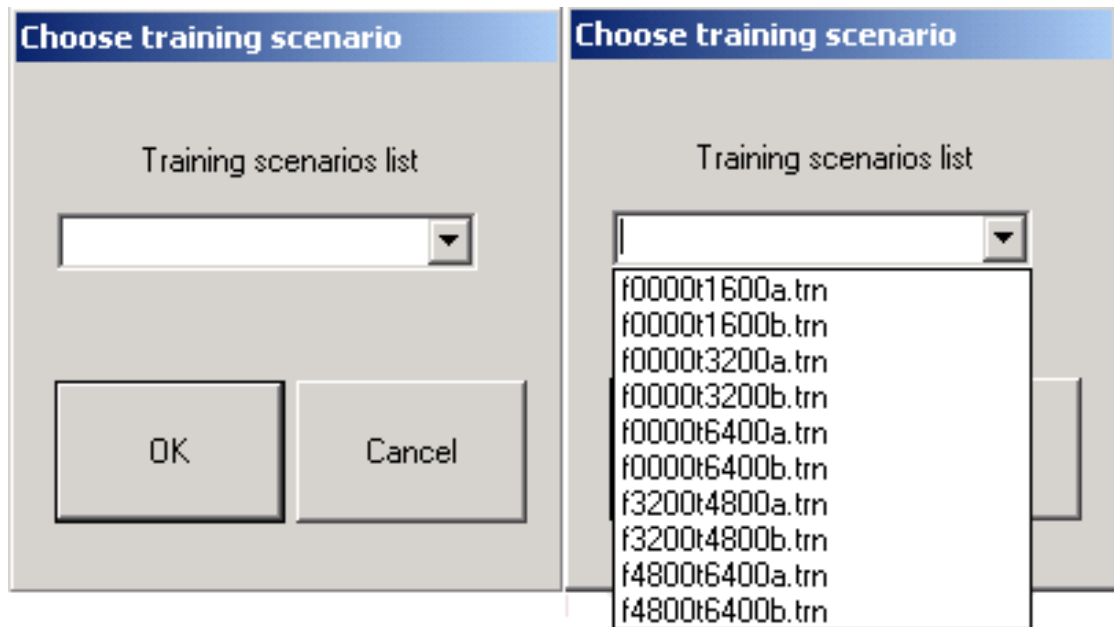 Choose training scenario
Training scenarios list
OK
Cancel
Choose training scenario
Training scenarios list
f0000t1600a.trn
f0000t1600b.trn
f0000t3200a.trn
f0000t3200b.trn
f0000t6400a.trn
f0000t6400b.trn
f3200t4800a.trn
f3200t4800b.trn
f4800t6400a.trn
f4800t6400b.trn